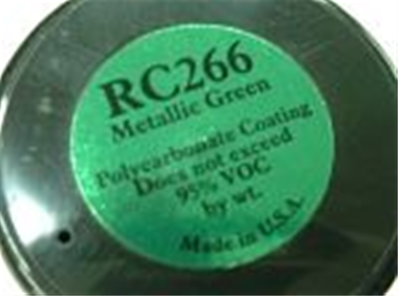 RC266
Metallic Green
Polycarbonate Coating
Does not exceed
95% VOC
by wt.
Made in U.S.A.